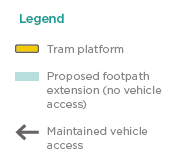 Legend
Tram platform
Proposed footpath
extension (no vehicle
access)
Maintained vehicle
access